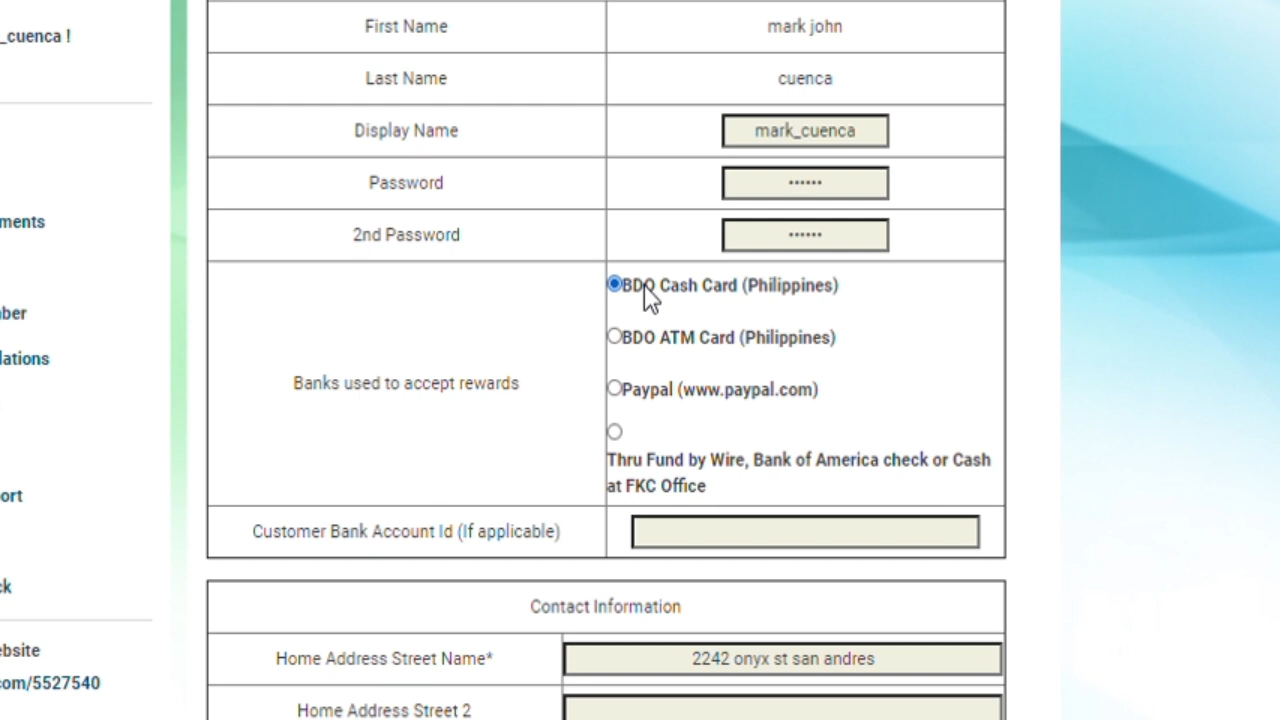 _cuenca !
ments
ber
lations
ort
ck
ebsite
com/5527540
First Name
mark john
Last Name
cuenca
Display Name
mark_cuenca
Password
••••••
2nd Password
••••••
Banks used to accept rewards
BDO Cash Card (Philippines)
BDO ATM Card (Philippines)
Paypal (www.paypal.com)
Thru Fund by Wire, Bank of America check or Cash
at FKC Office
Customer Bank Account Id (If applicable)
Contact Information
Home Address Street Name*
2242 onyx st san andres
Home Address Street 2